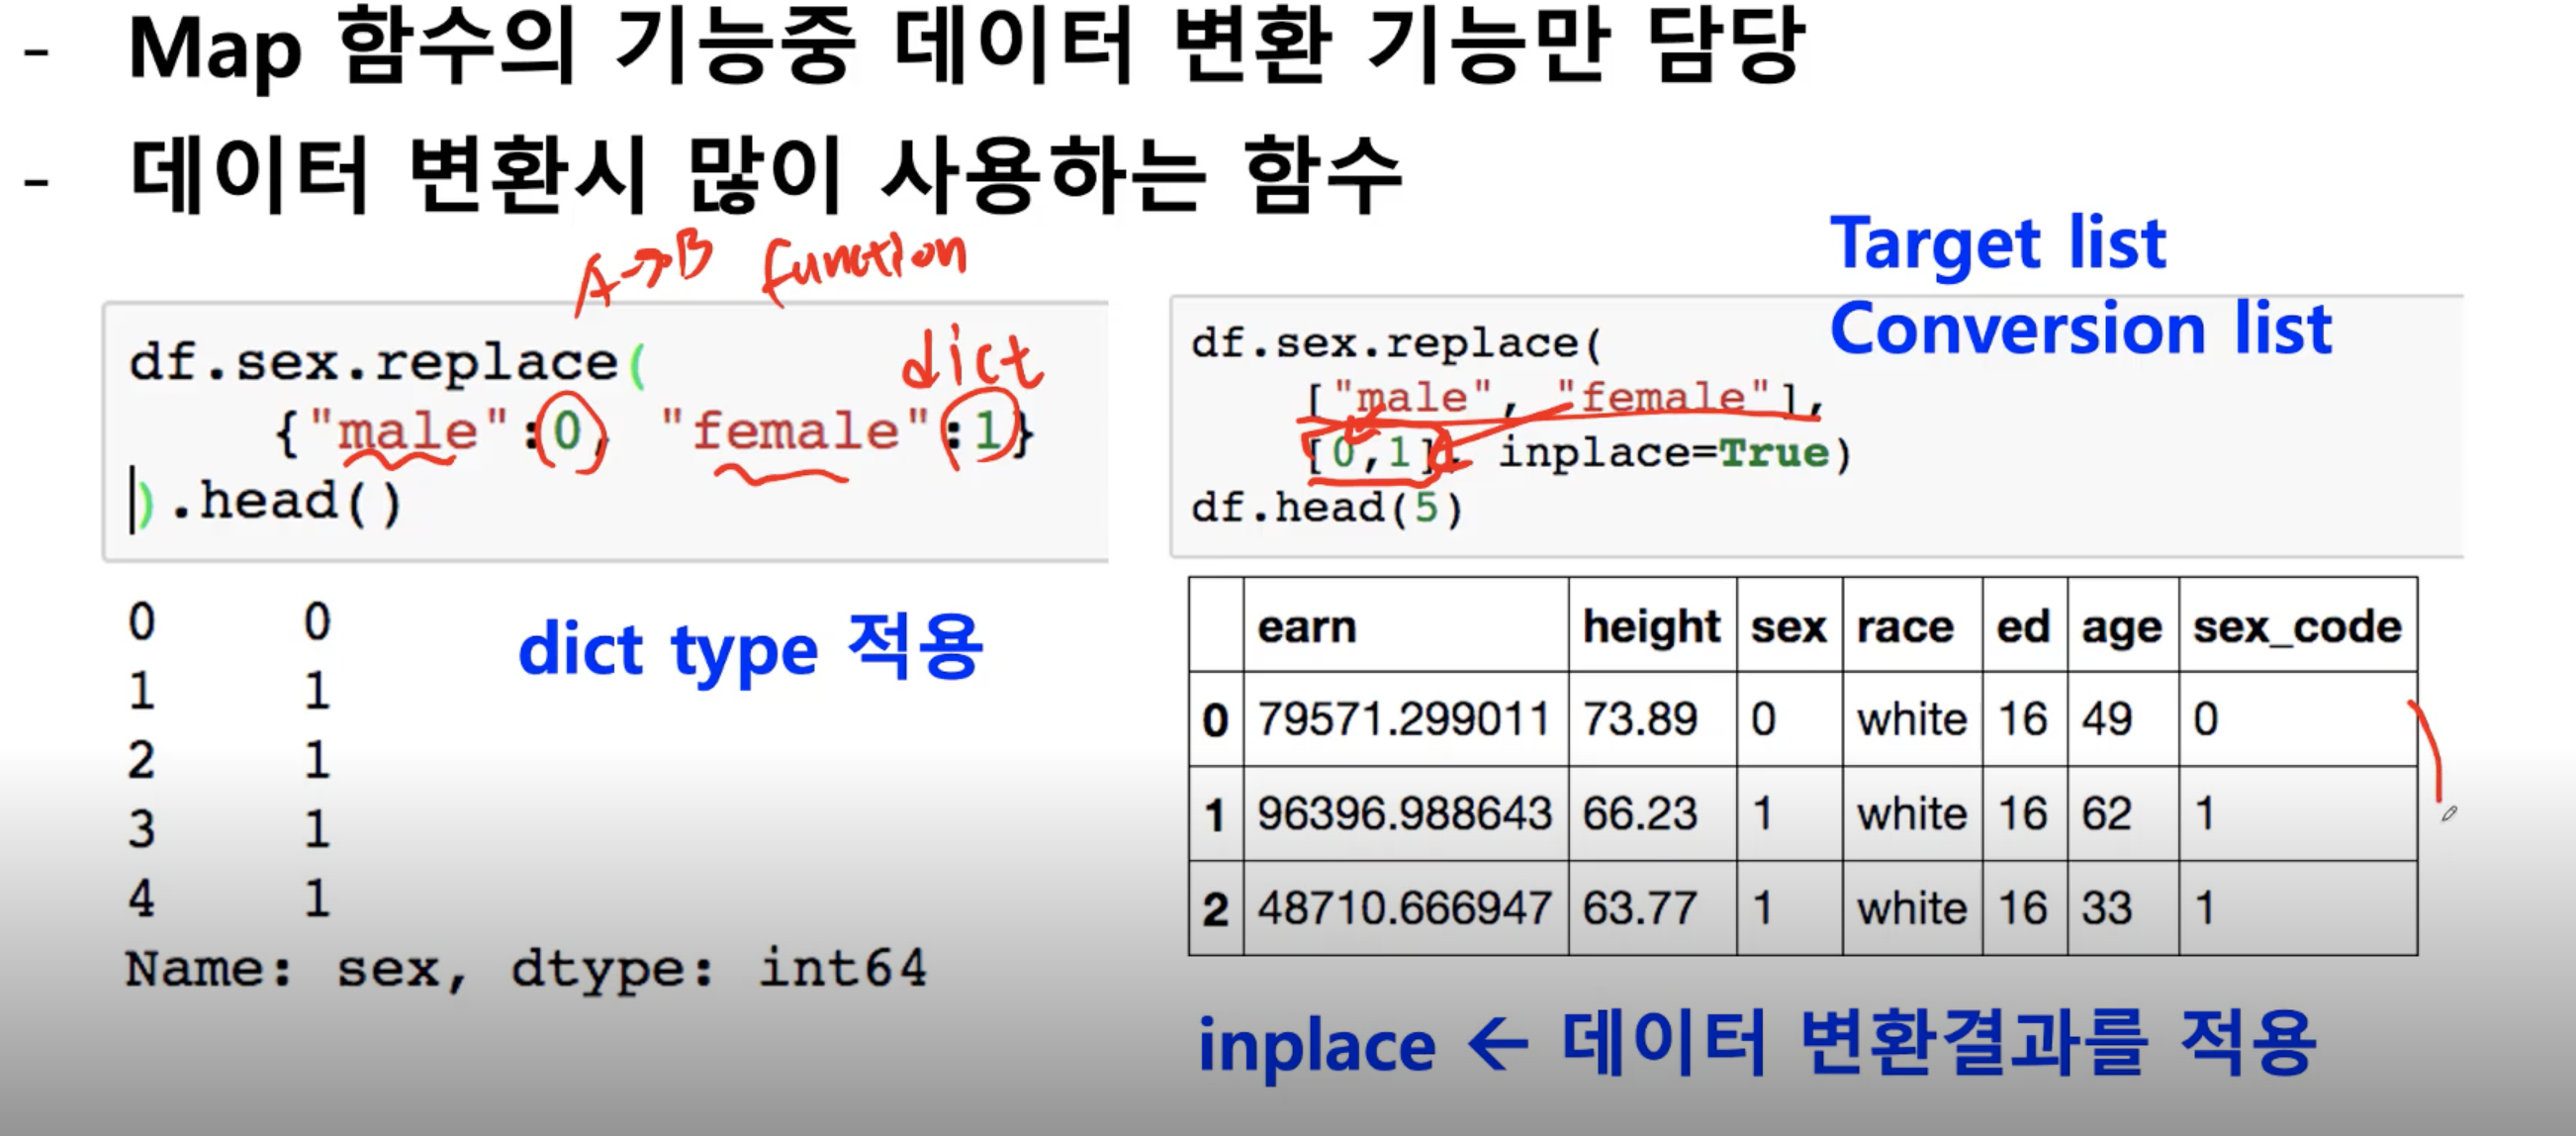 - Map 함수의 기능중 데이터 변환 기능만 담당
- 데이터 변환시 많이 사용하는 함수
A→B function
dict
df.sex.replace(
{"male":0, "female":1}
).head()
0 0
1 1
2 1
3 1
4 1
Name: sex, dtype: int64
dict type 적용
Target list
Conversion list
df.sex.replace(
["male", "female"],
[0,1], inplace=True)
df.head(5)
earn height sex race ed age sex_code
0 79571.299011 73.89 0 white 16 49 0
1 96396.988643 66.23 1 white 16 62 1
2 48710.666947 63.77 1 white 16 33 1
inplace ← 데이터 변환결과를 적용